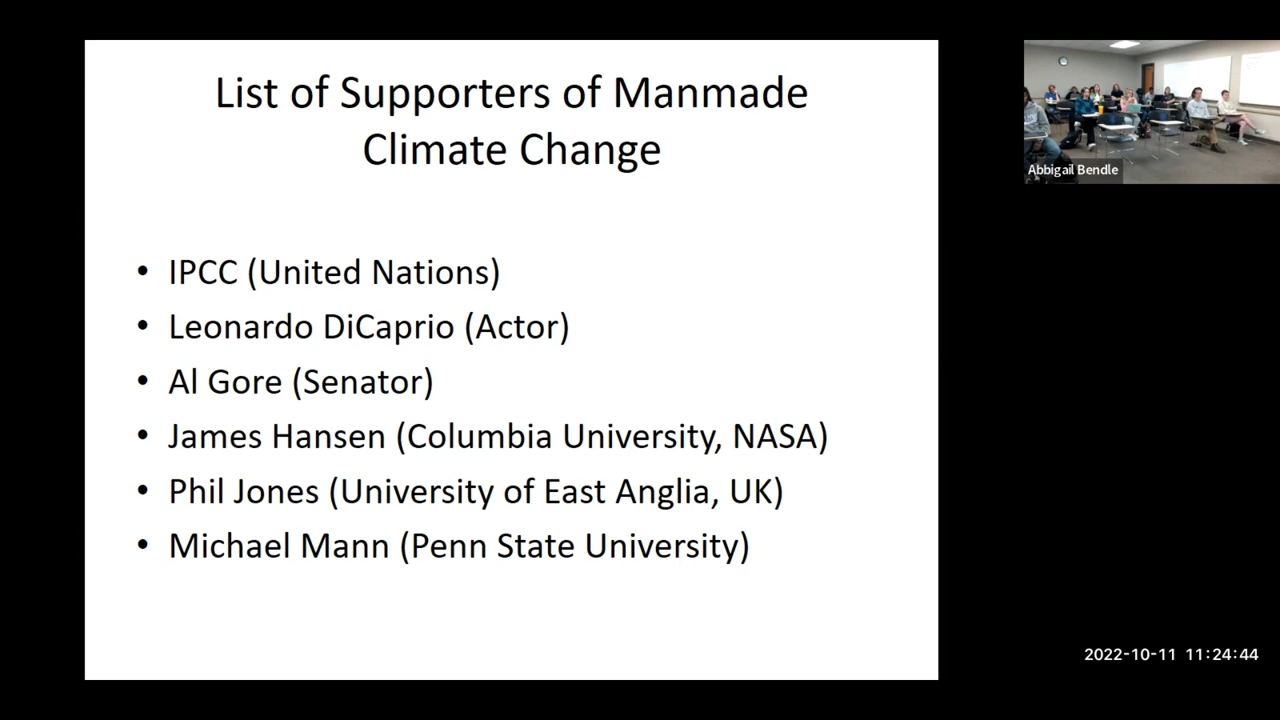 List of Supporters of Manmade
Climate Change
• IPCC (United Nations)
• Leonardo DiCaprio (Actor)
• Al Gore (Senator)
• James Hansen (Columbia University, NASA)
• Phil Jones (University of East Anglia, UK)
• Michael Mann (Penn State University)
Abbigail Bendle
2022-10-11 11:24:44